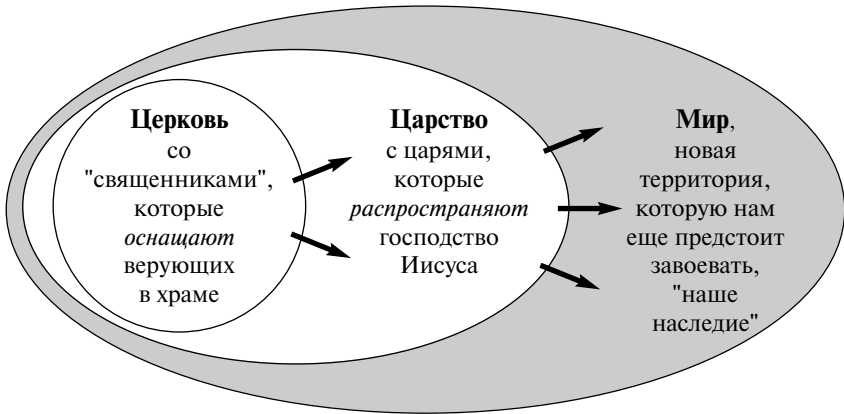 Церковь
со
"священниками",
которые
оснащают
верующих
в храме
Царство
с царями,
которые
распространяют
господство
Иисуса
Мир,
новая
территория,
которую нам
еще предстоит
завоевать,
"наше
наследие"